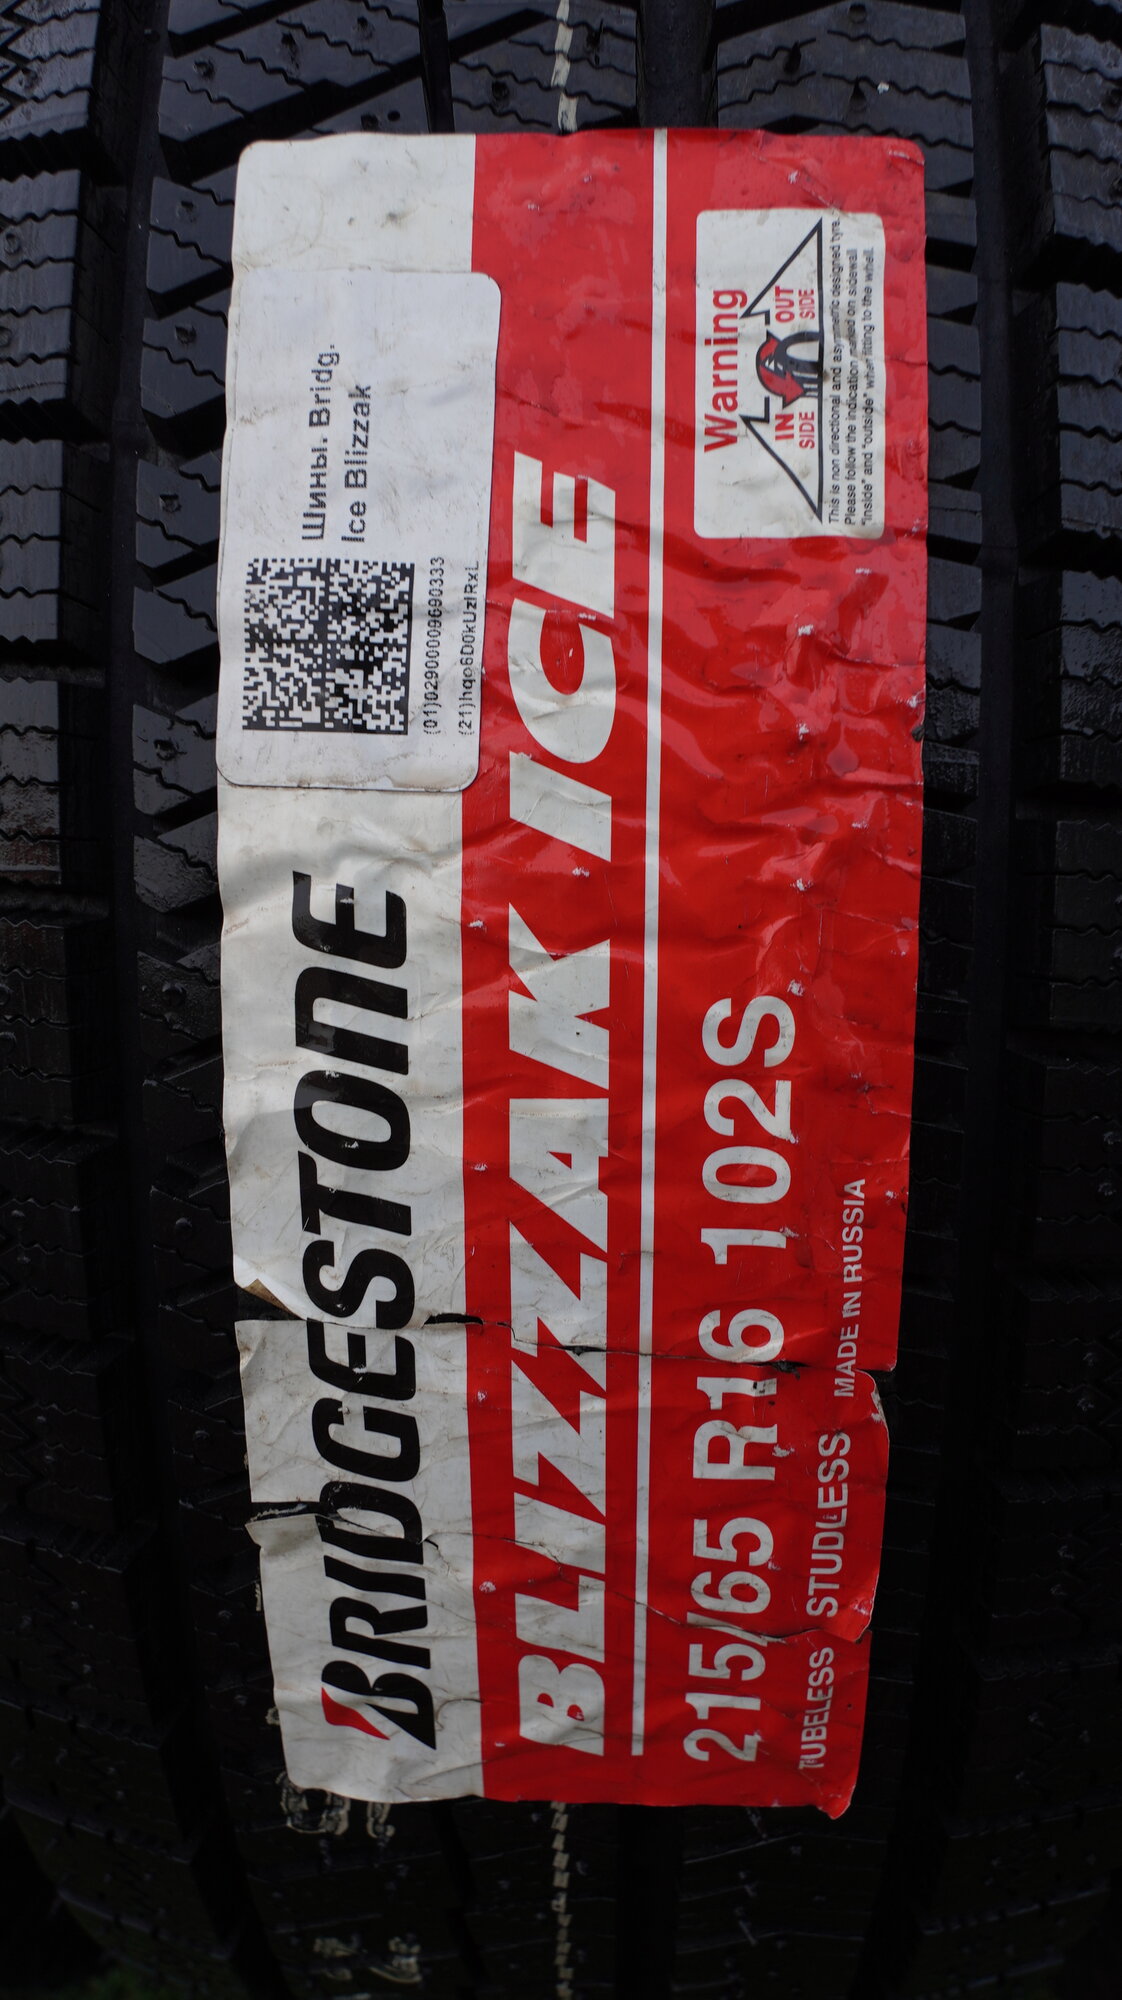 Шины. Bridg.
Ice Blizzak
(01)02900009690333
(21)hqo6D0kUzIRxL
BRIDGESTONE
BLIZZAK ICE
215/65 R16 102S
TUBELESS STUDLESS MADE IN RUSSIA
Warning
IN SIDE
OUT SIDE
This is non directional and asymmetric designed tyre.
Please follow the indication marked on sidewall
"inside" and "outside" when fitting to the wheel.